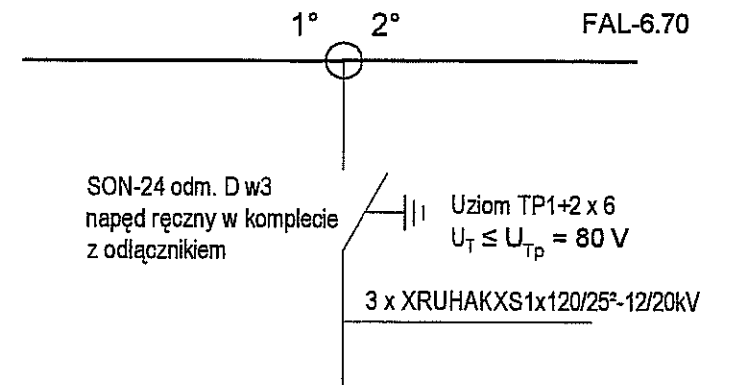 1° 2° FAL-6.70
SON-24 odm. D w3
napęd ręczny w komplecie
z odłącznikiem
Uziom TP1+2 x 6
U_T ≤ U_Tp = 80 V
3 x XRUHAKXS1x120/25²-12/20kV